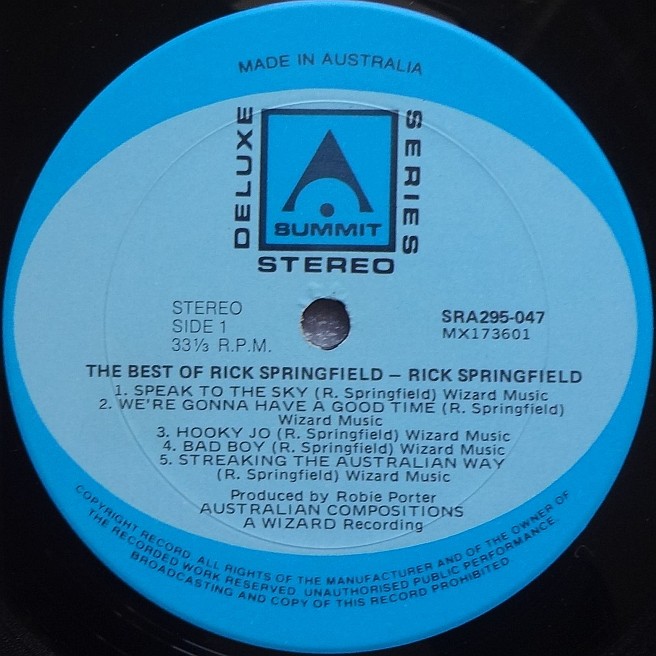 MADE IN AUSTRALIA
DELUXE
SERIES
SUMMIT
STEREO
STEREO
SIDE 1
33⅓ R.P.M.
SRA295-047
MX173601
THE BEST OF RICK SPRINGFIELD – RICK SPRINGFIELD
1. SPEAK TO THE SKY (R. Springfield) Wizard Music
2. WE'RE GONNA HAVE A GOOD TIME (R. Springfield)
Wizard Music
3. HOOKY JO (R. Springfield) Wizard Music
4. BAD BOY (R. Springfield) Wizard Music
5. STREAKING THE AUSTRALIAN WAY
(R. Springfield) Wizard Music
Produced by Robie Porter
AUSTRALIAN COMPOSITIONS
A WIZARD Recording
COPYRIGHT RECORD. ALL RIGHTS OF THE MANUFACTURER AND OF THE OWNER OF
THE RECORDED WORK RESERVED. UNAUTHORISED PUBLIC PERFORMANCE,
BROADCASTING AND COPY OF THIS RECORD PROHIBITED